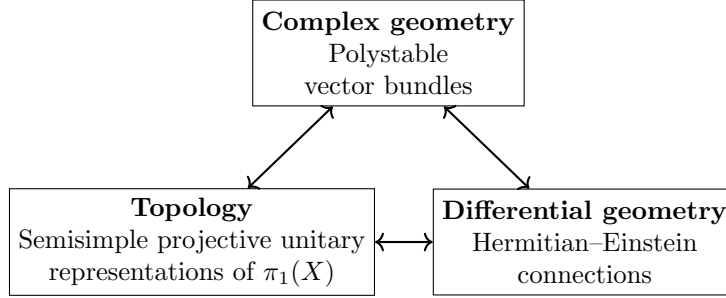 Complex geometry
Polystable
vector bundles
Topology
Semisimple projective unitary
representations of π₁(X)
Differential geometry
Hermitian–Einstein
connections